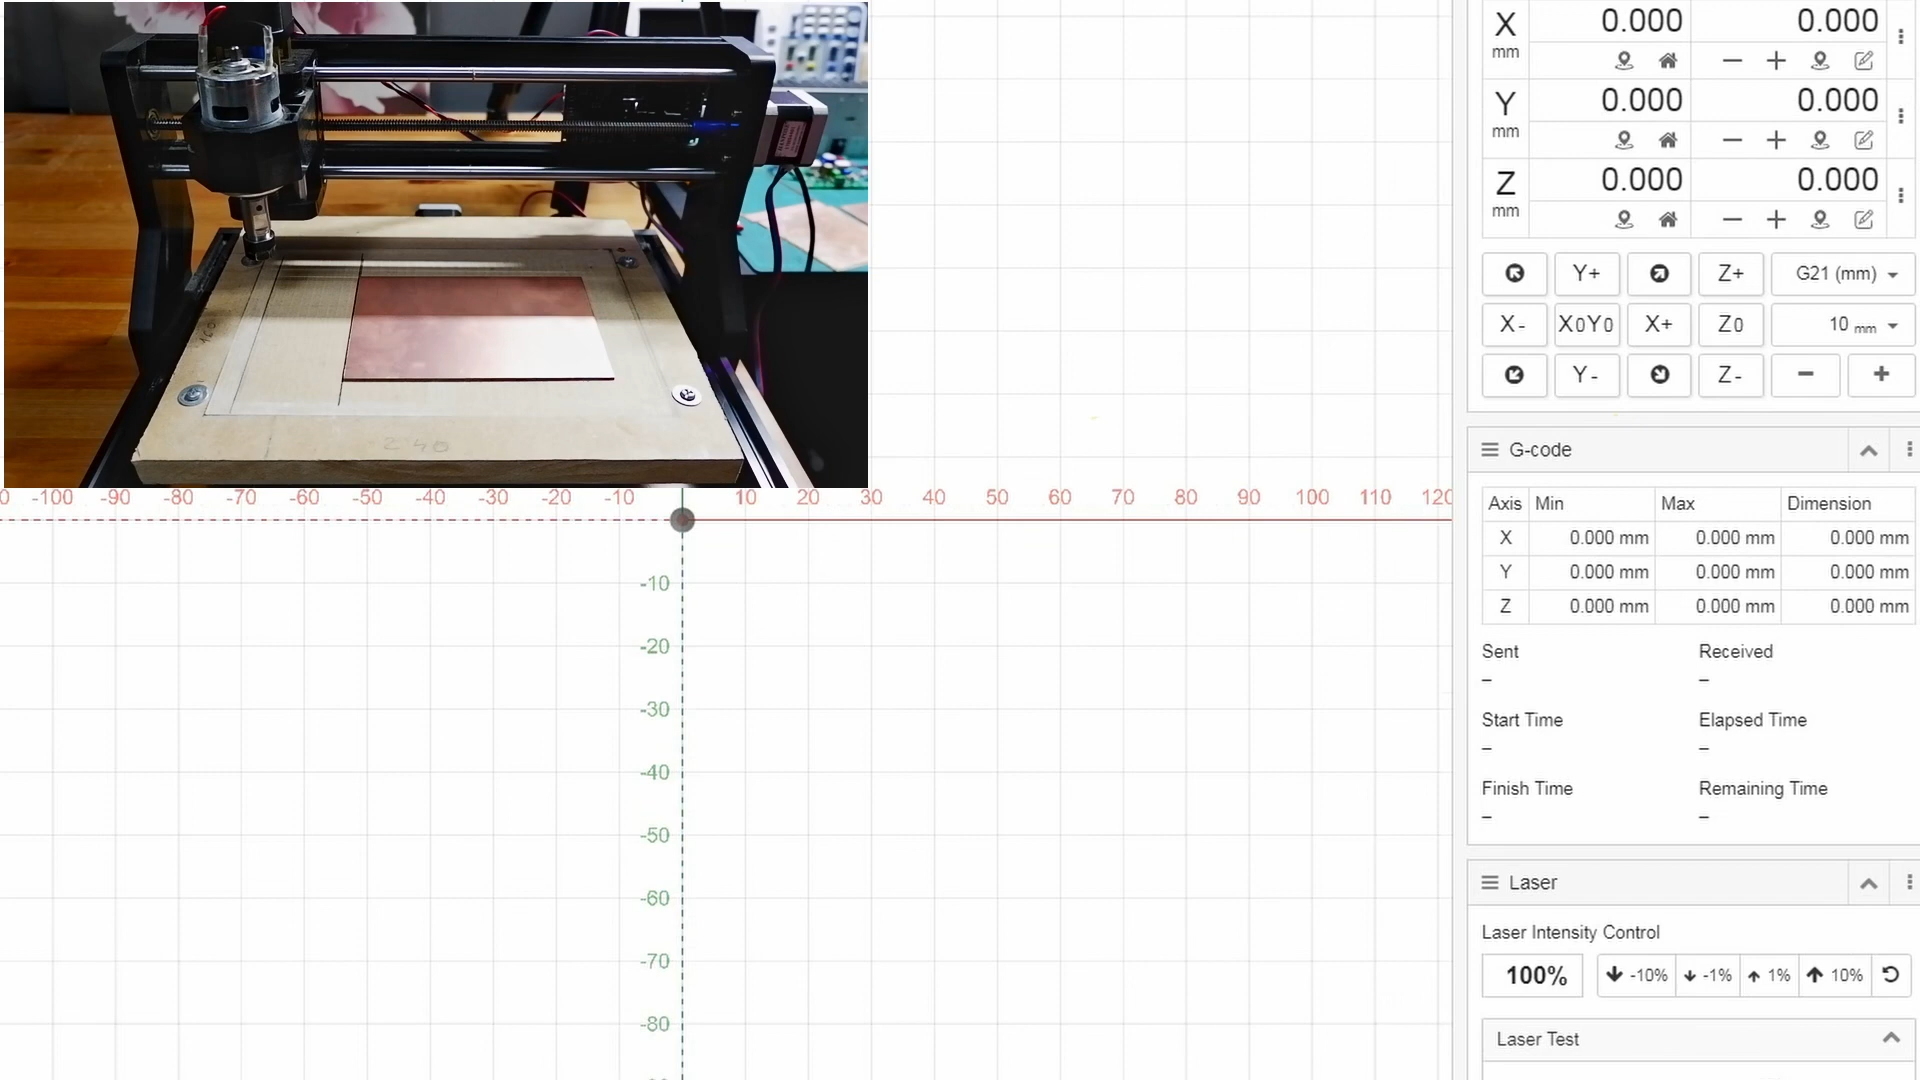 X 0.000 0.000
mm
Y 0.000 0.000
mm
Z 0.000 0.000
mm
Y+ Z+ G21 (mm)
X- X0Y0 X+ Z0 10 mm
Y- Z-
G-code
Axis Min Max Dimension
X 0.000 mm 0.000 mm 0.000 mm
Y 0.000 mm 0.000 mm 0.000 mm
Z 0.000 mm 0.000 mm 0.000 mm
Sent Received
– –
Start Time Elapsed Time
– –
Finish Time Remaining Time
– –
Laser
Laser Intensity Control
100% -10% -1% 1% 10%
Laser Test
240
0 -100 -90 -80 -70 -60 -50 -40 -30 -20 -10 10 20 30 40 50 60 70 80 90 100 110 120
-10
-20
-30
-40
-50
-60
-70
-80